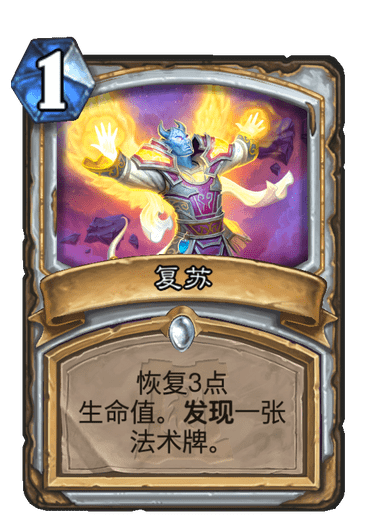 1
复苏
恢复3点
生命值。发现一张
法术牌。